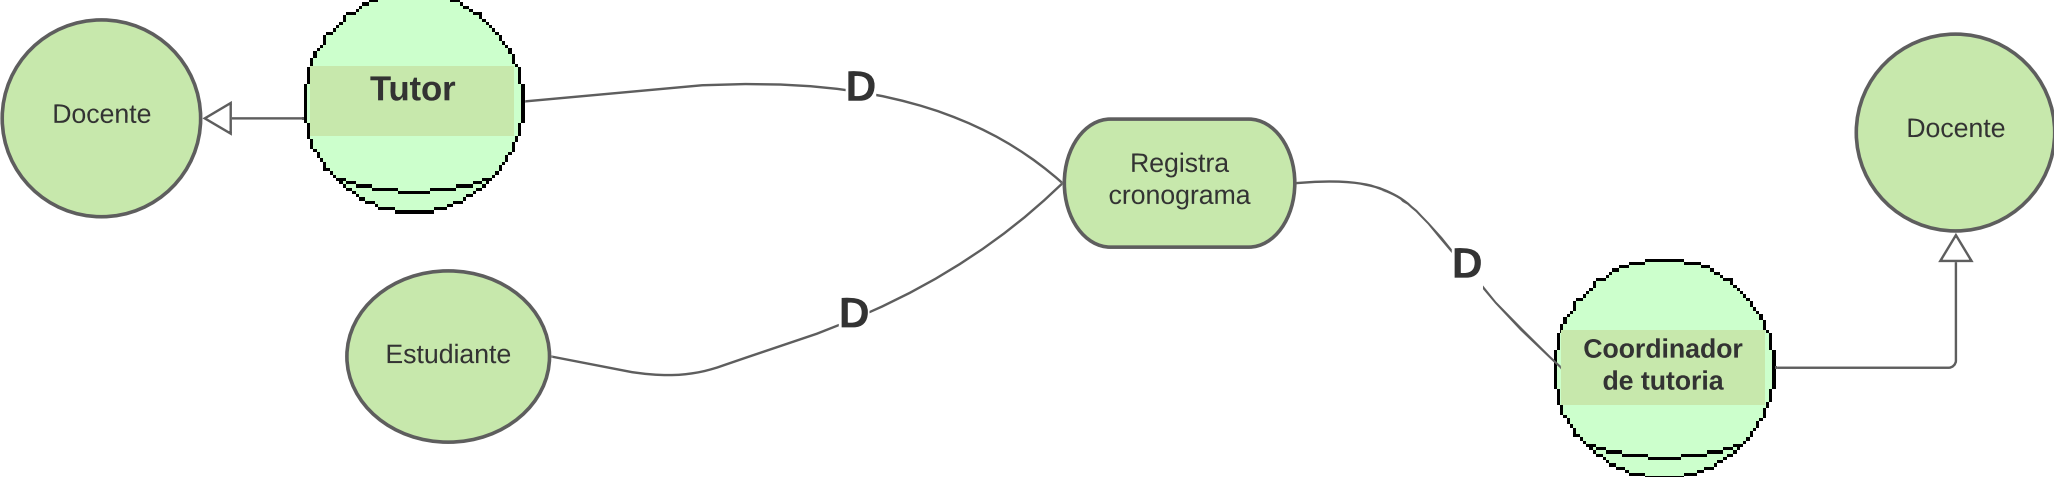 Docente
Tutor
D
Registra
cronograma
Docente
Estudiante
D
D
Coordinador
de tutoria